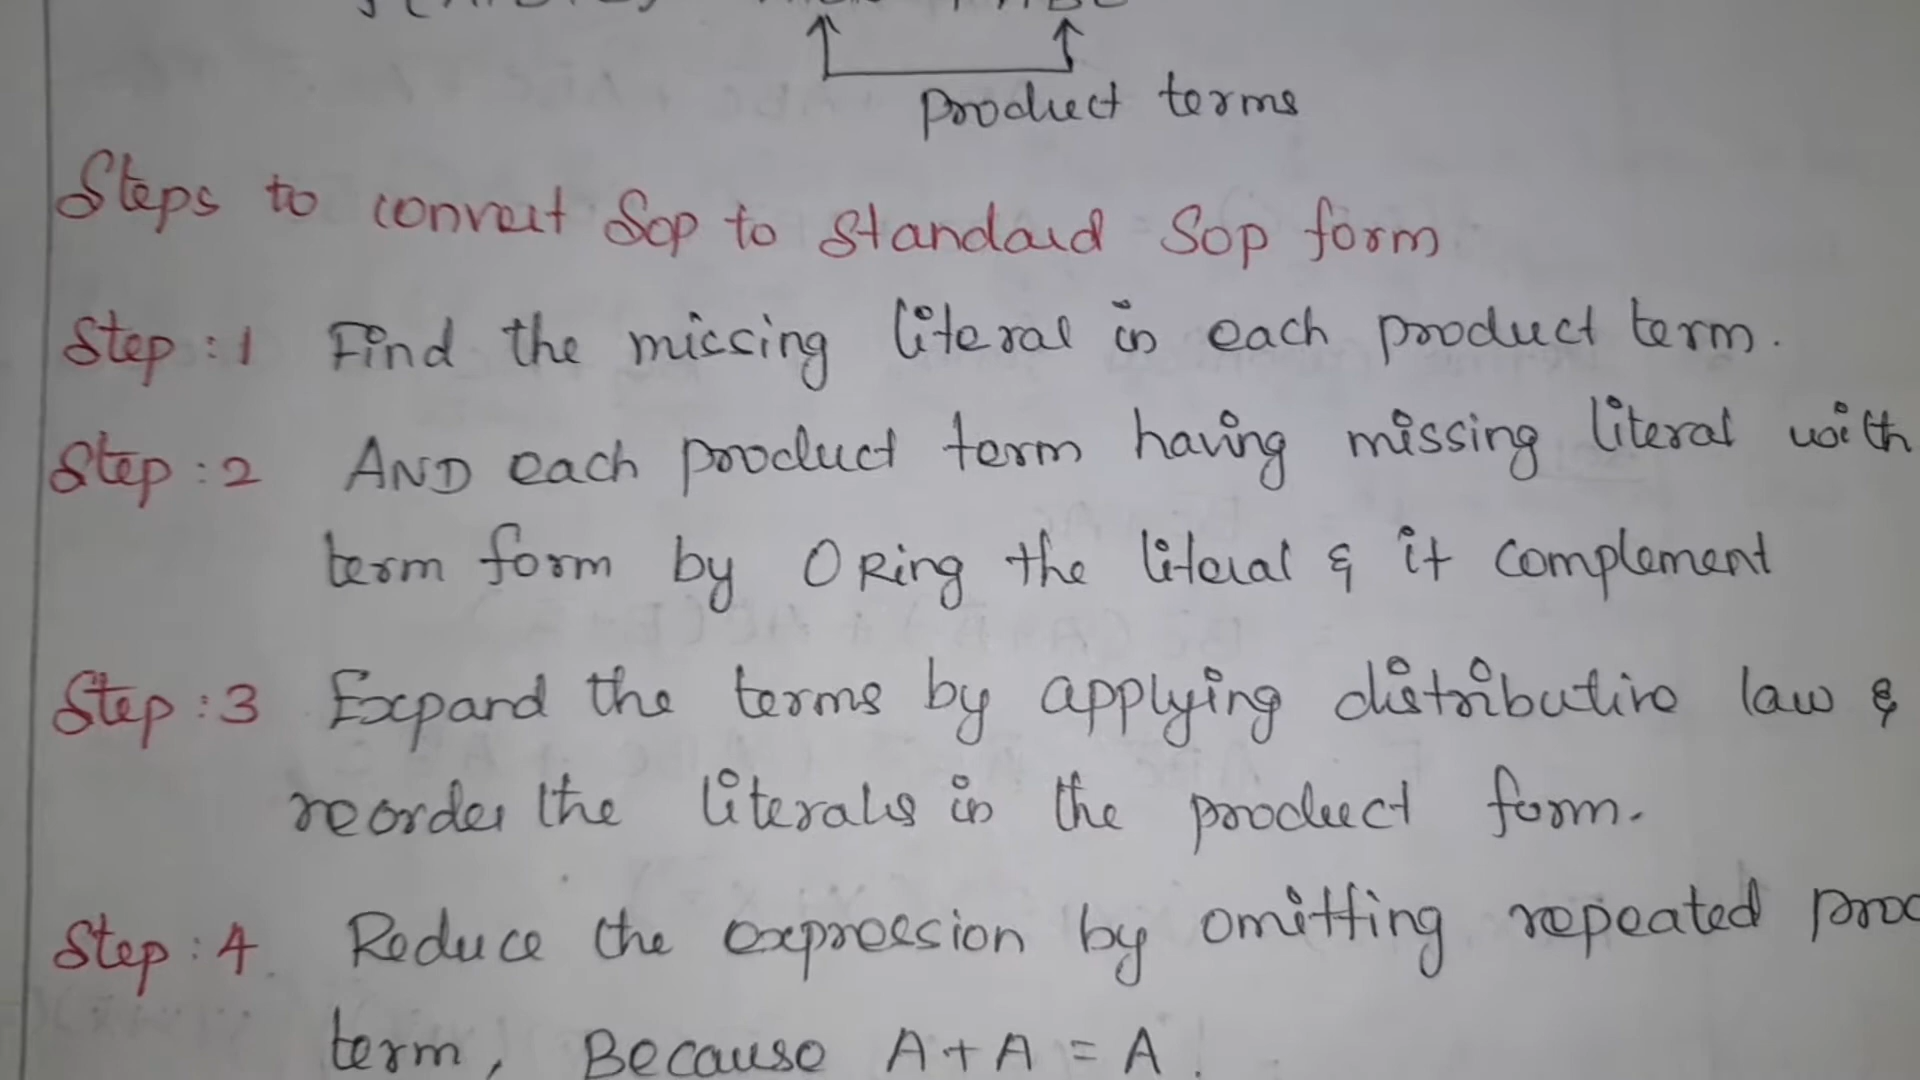 product terms
Steps to convert Sop to Standard Sop form
Step : 1 Find the missing literal in each product term.
Step : 2 AND each product term having missing literal with
term form by ORing the literal & it complement
Step : 3 Expand the terms by applying distributive law &
reorder the literals in the product form.
Step : 4 Reduce the expression by omitting repeated
term, Because A + A = A.